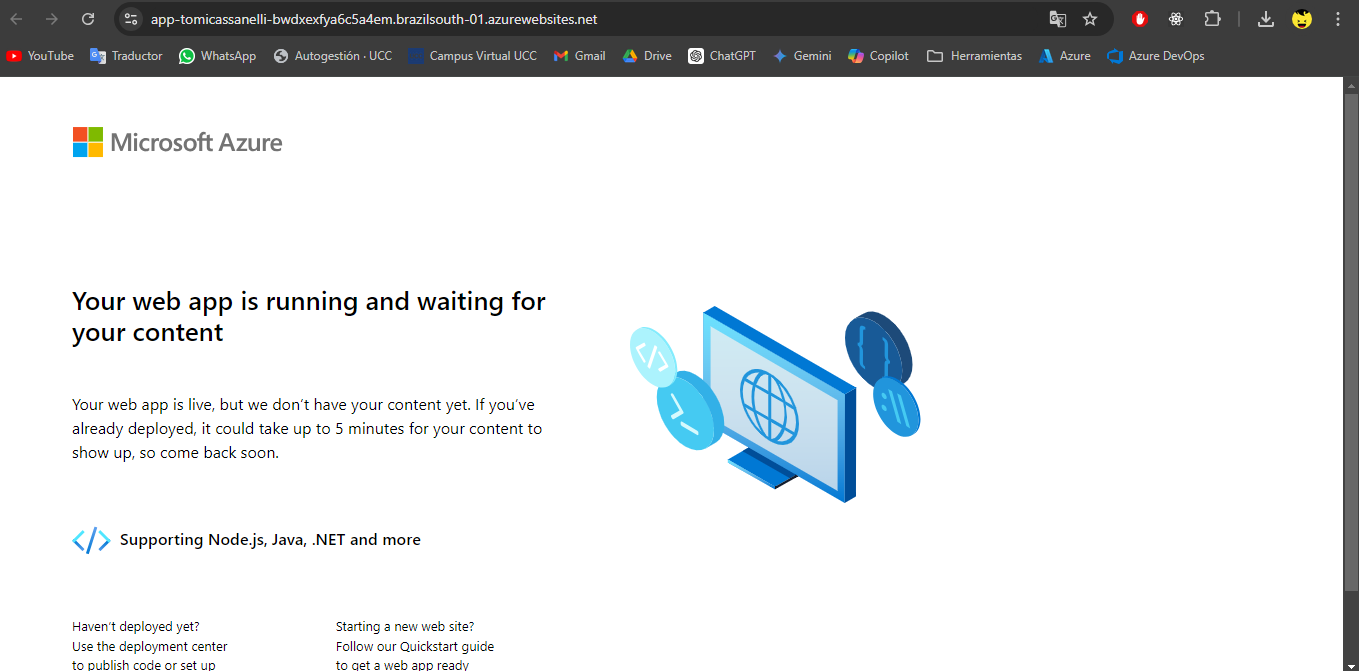 app-tomicassanelli-bwdxexfya6c5a4em.brazilsouth-01.azurewebsites.net
YouTube Traductor WhatsApp Autogestión · UCC Campus Virtual UCC Gmail Drive ChatGPT Gemini Copilot Herramientas Azure Azure DevOps
Microsoft Azure
Your web app is running and waiting for
your content
Your web app is live, but we don’t have your content yet. If you’ve
already deployed, it could take up to 5 minutes for your content to
show up, so come back soon.
Supporting Node.js, Java, .NET and more
Haven’t deployed yet?
Use the deployment center
to publish code or set up
Starting a new web site?
Follow our Quickstart guide
to get a web app ready